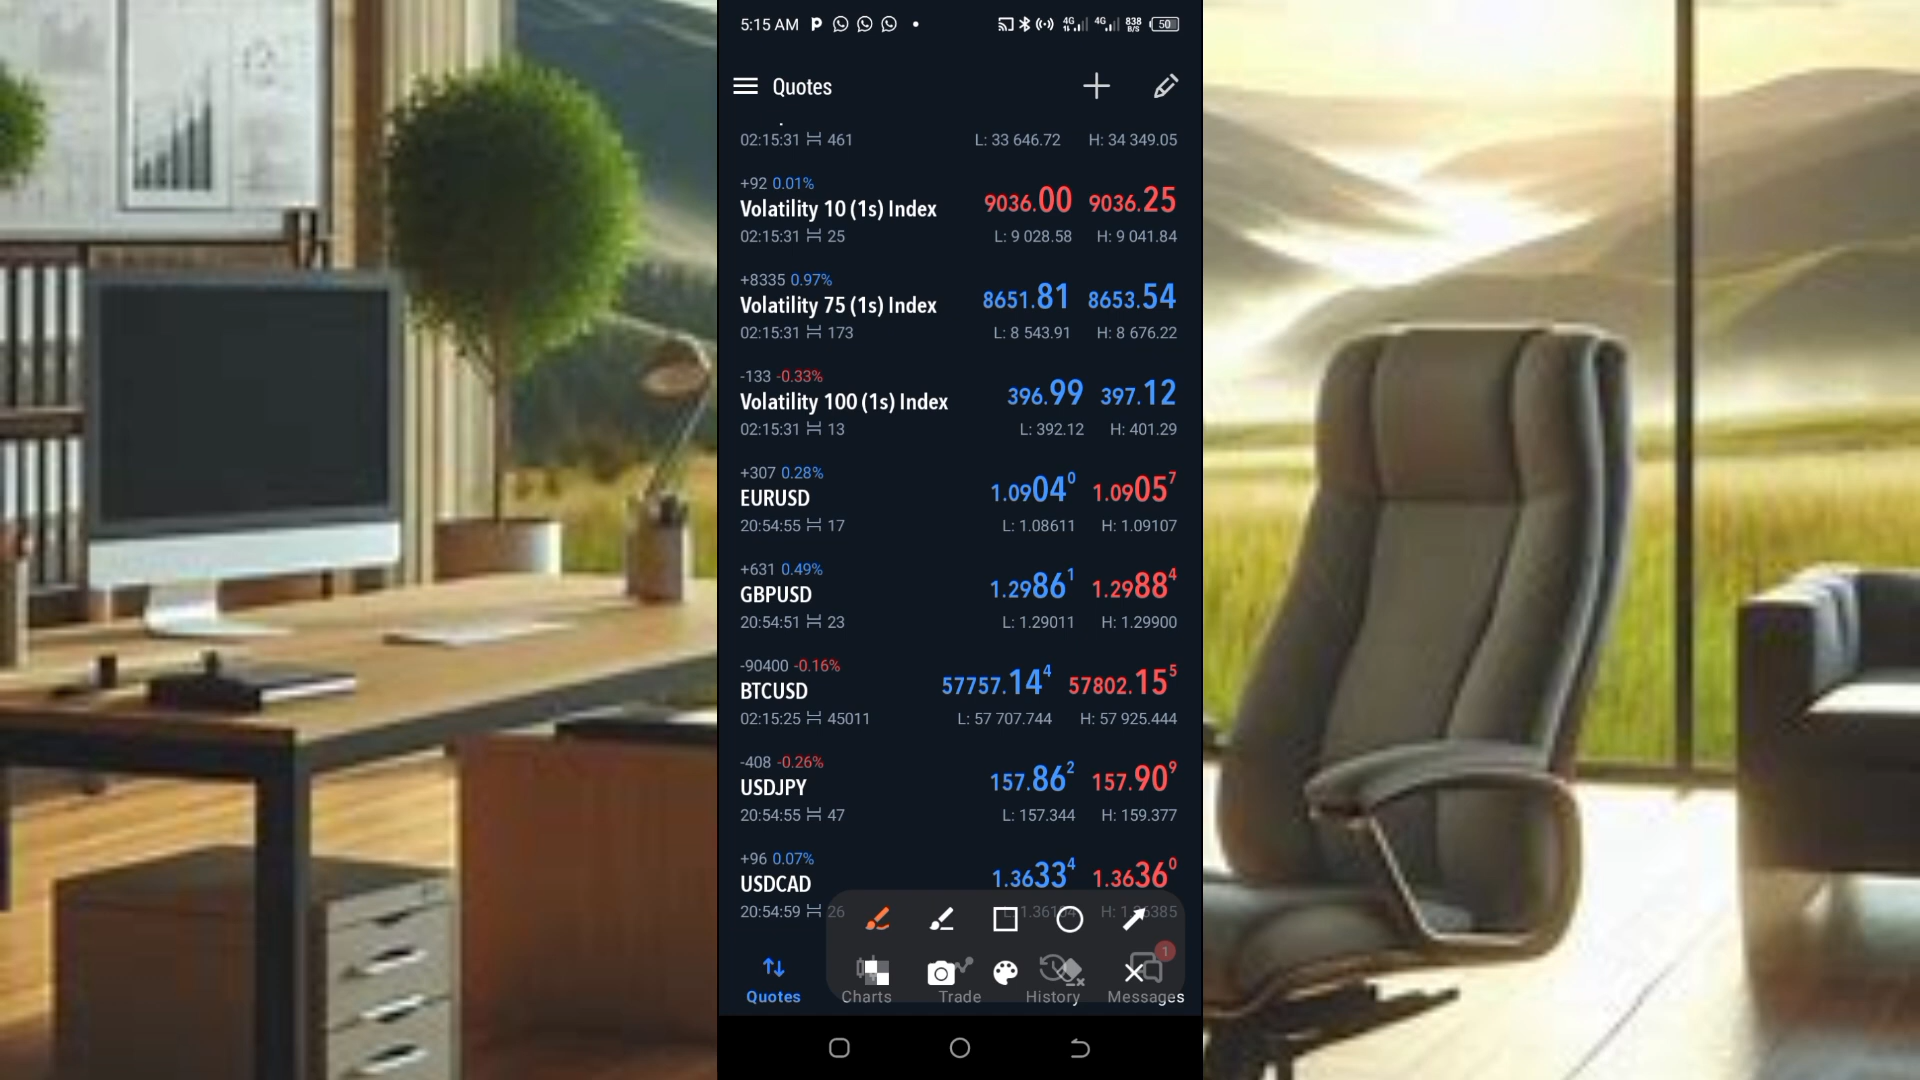 5:15 AM
4G 4G 838 B/S 50
Quotes
02:15:31 461 L: 33 646.72 H: 34 349.05
+92 0.01%
Volatility 10 (1s) Index 9036.00 9036.25
02:15:31 25 L: 9 028.58 H: 9 041.84
+8335 0.97%
Volatility 75 (1s) Index 8651.81 8653.54
02:15:31 173 L: 8 543.91 H: 8 676.22
-133 -0.33%
Volatility 100 (1s) Index 396.99 397.12
02:15:31 13 L: 392.12 H: 401.29
+307 0.28%
EURUSD 1.09040 1.09057
20:54:55 17 L: 1.08611 H: 1.09107
+631 0.49%
GBPUSD 1.29861 1.29884
20:54:51 23 L: 1.29011 H: 1.29900
-90400 -0.16%
BTCUSD 57757.144 57802.155
02:15:25 45011 L: 57 707.744 H: 57 925.444
-408 -0.26%
USDJPY 157.862 157.909
20:54:55 47 L: 157.344 H: 159.377
+96 0.07%
USDCAD 1.36334 1.36360
20:54:59 26
1
Quotes Charts Trade History Messages